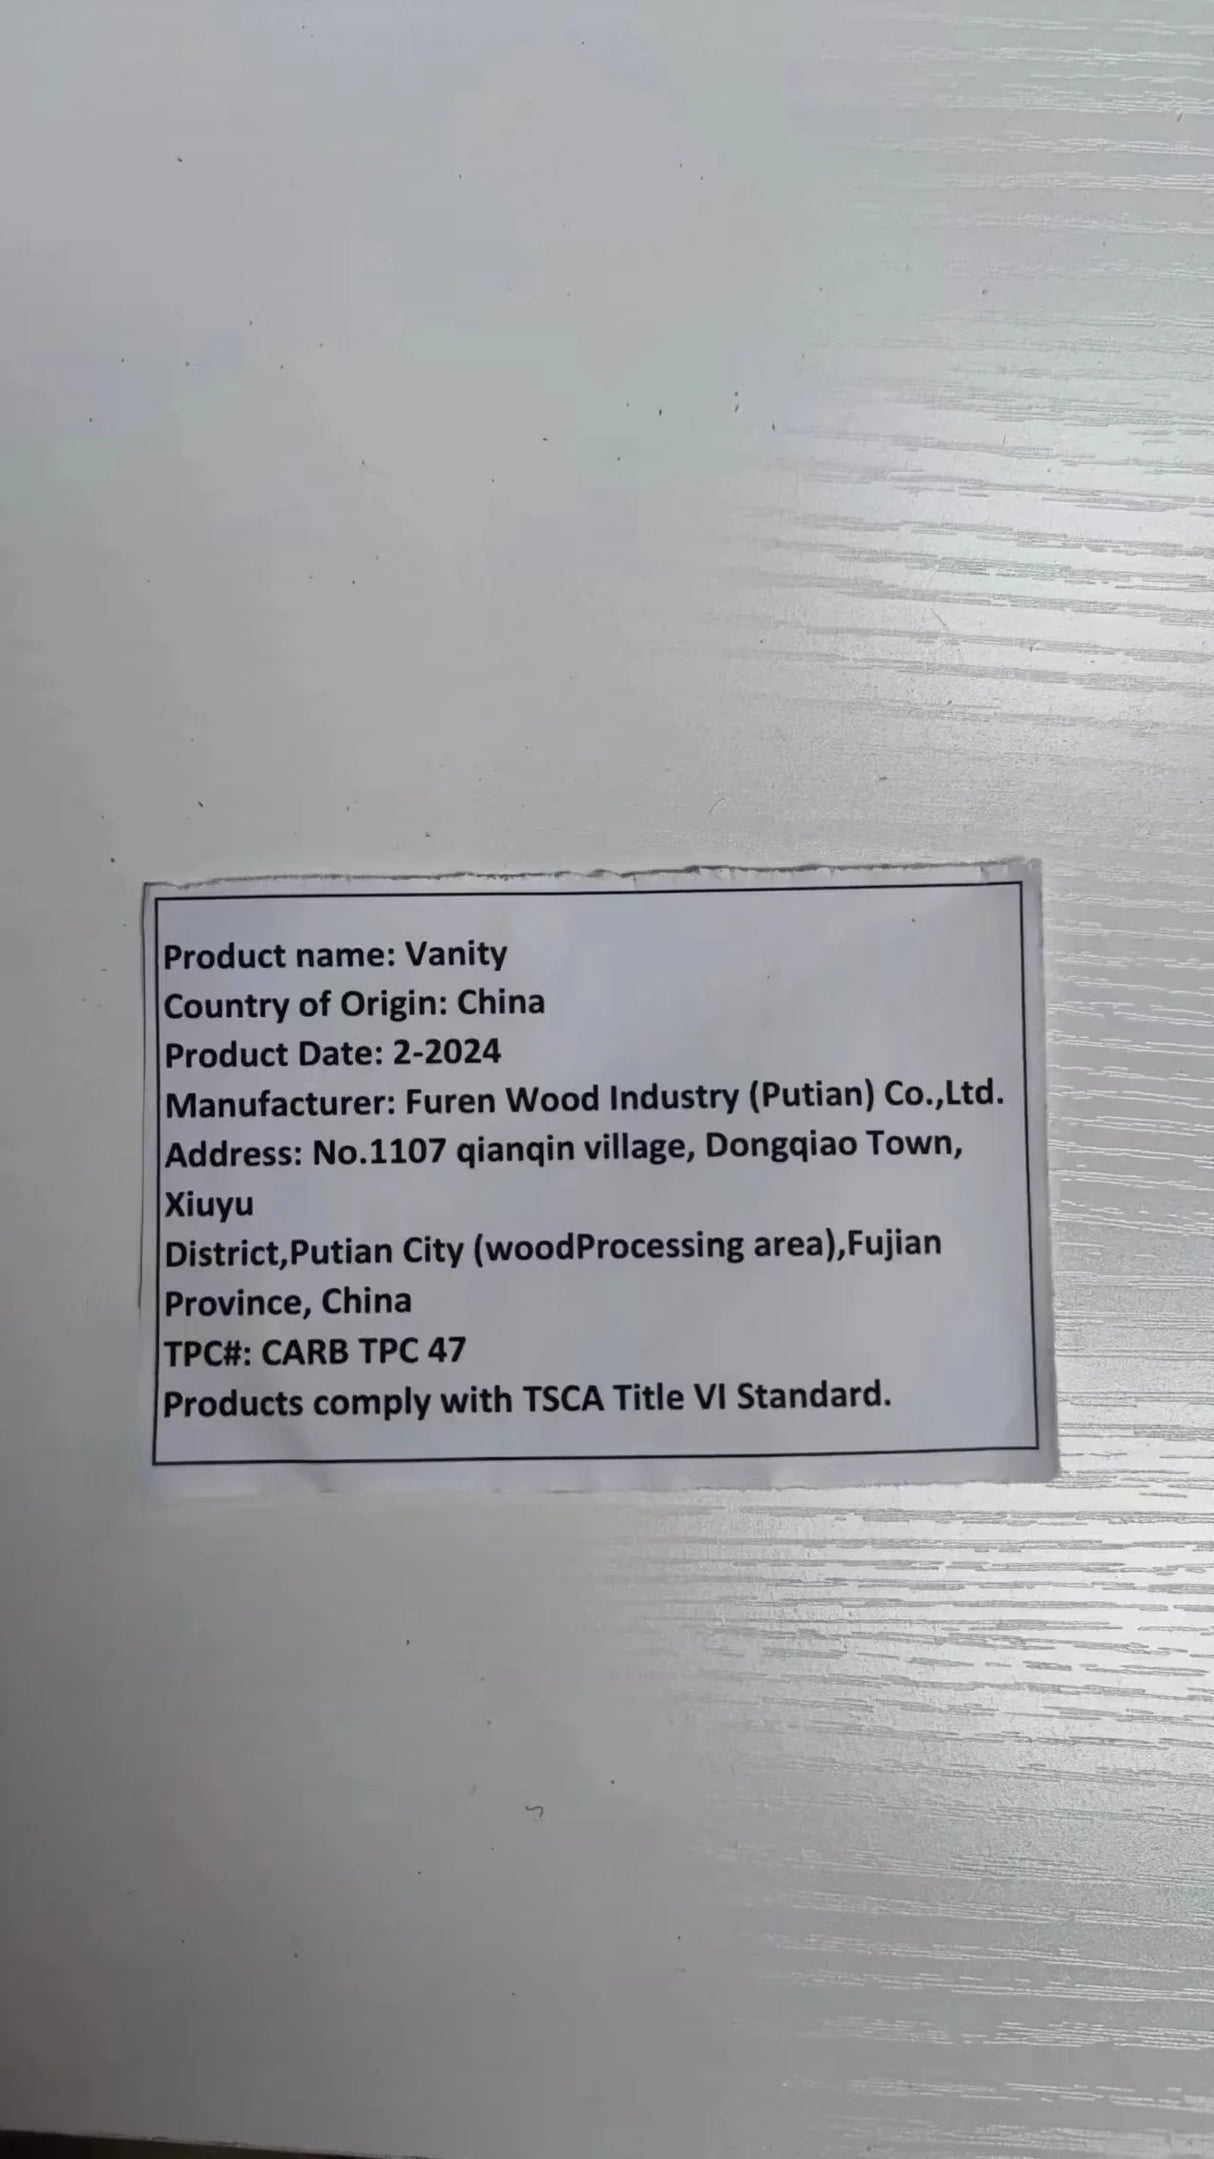 Product name: Vanity
Country of Origin: China
Product Date: 2-2024
Manufacturer: Furen Wood Industry (Putian) Co.,Ltd.
Address: No.1107 qianqin village, Dongqiao Town,
Xiuyu
District,Putian City (woodProcessing area),Fujian
Province, China
TPC#: CARB TPC 47
Products comply with TSCA Title VI Standard.